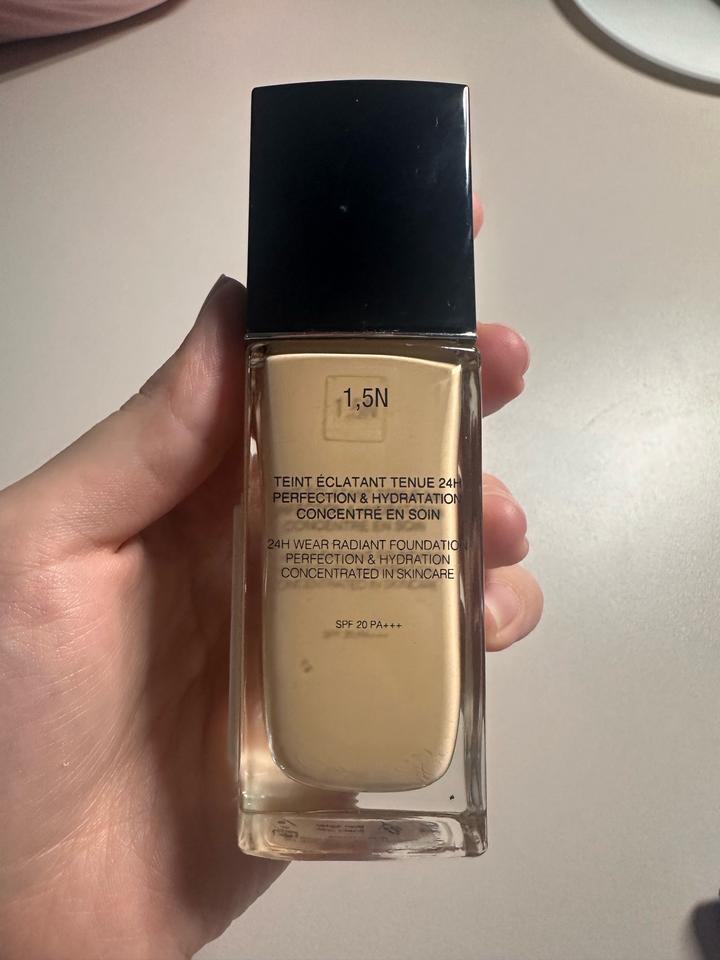 1,5N
TEINT ÉCLATANT TENUE 24H
PERFECTION & HYDRATATION
CONCENTRÉ EN SOIN
24H WEAR RADIANT FOUNDATION
PERFECTION & HYDRATION
CONCENTRATED IN SKINCARE
SPF 20 PA+++